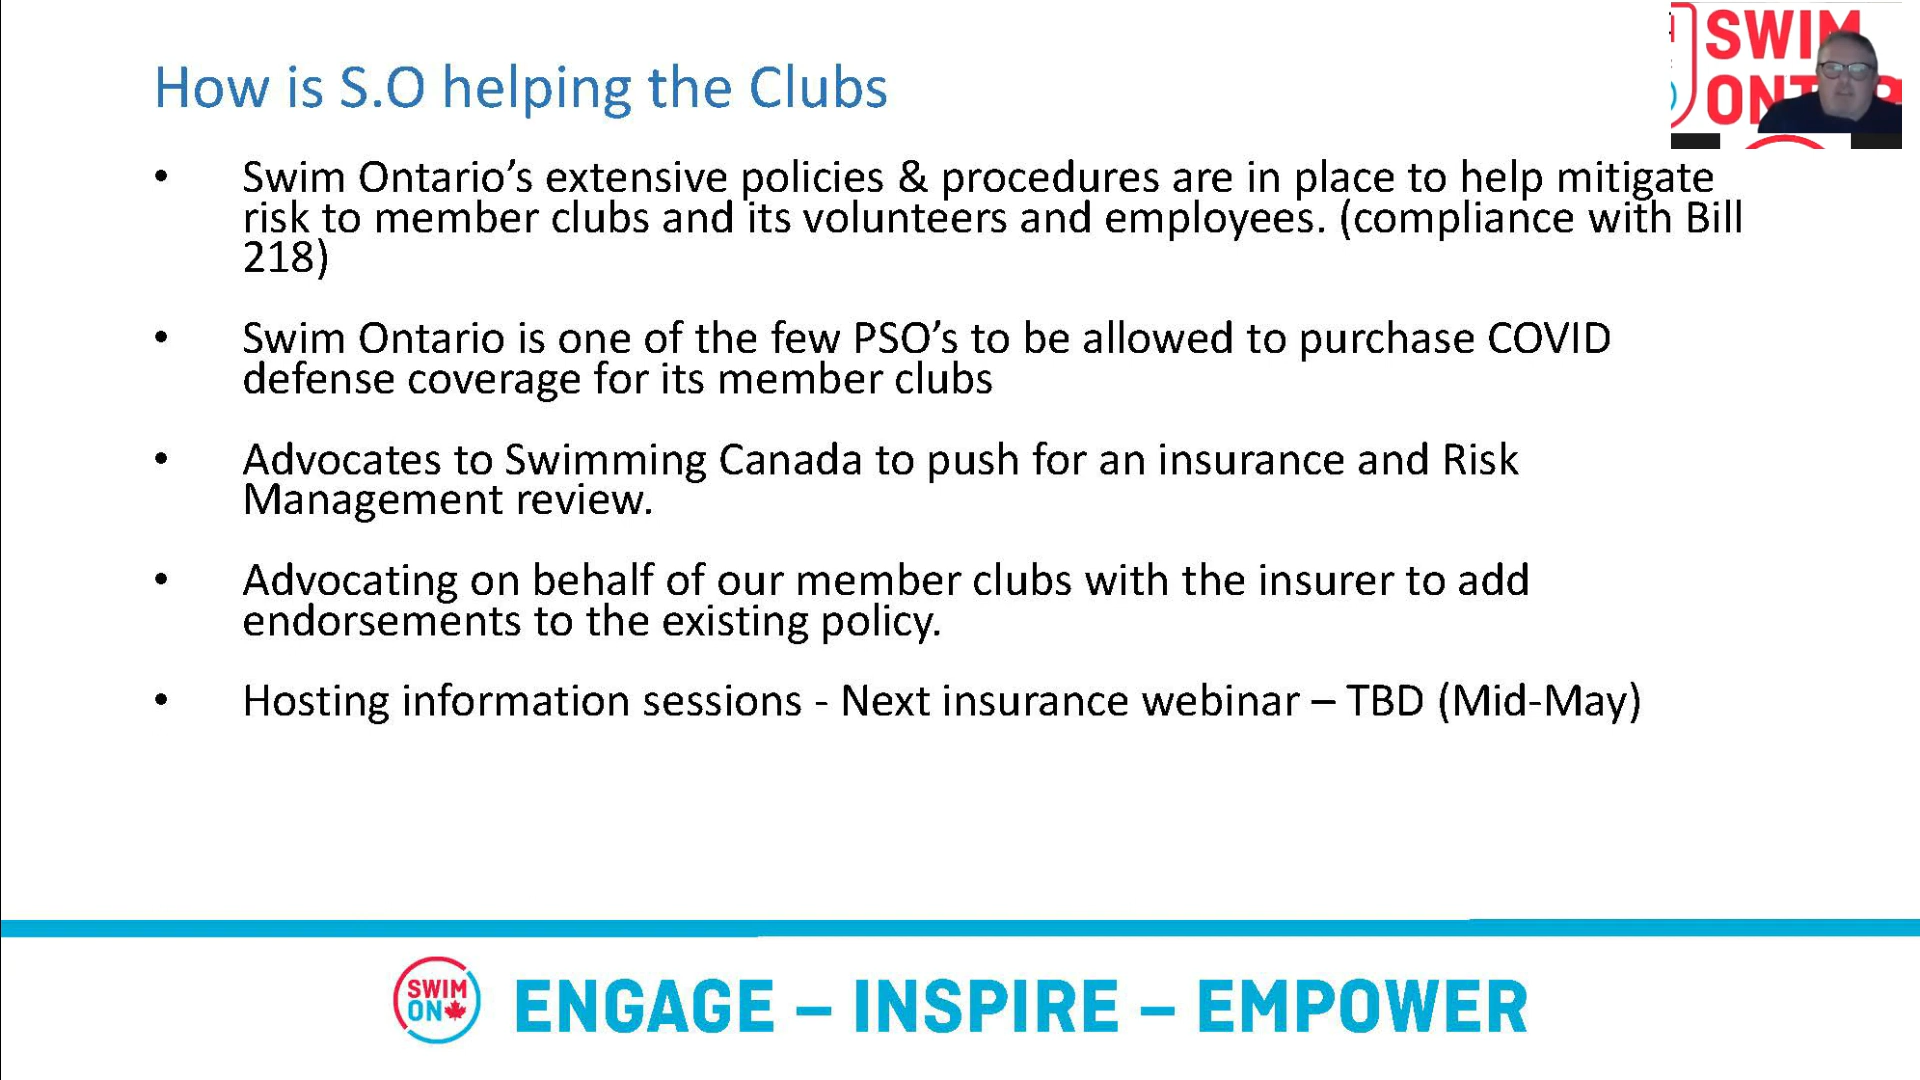 How is S.O helping the Clubs
SWIM
• Swim Ontario’s extensive policies & procedures are in place to help mitigate
risk to member clubs and its volunteers and employees. (compliance with Bill
218)
• Swim Ontario is one of the few PSO’s to be allowed to purchase COVID
defense coverage for its member clubs
• Advocates to Swimming Canada to push for an insurance and Risk
Management review.
• Advocating on behalf of our member clubs with the insurer to add
endorsements to the existing policy.
• Hosting information sessions - Next insurance webinar – TBD (Mid-May)
SWIM
ON
ENGAGE – INSPIRE – EMPOWER